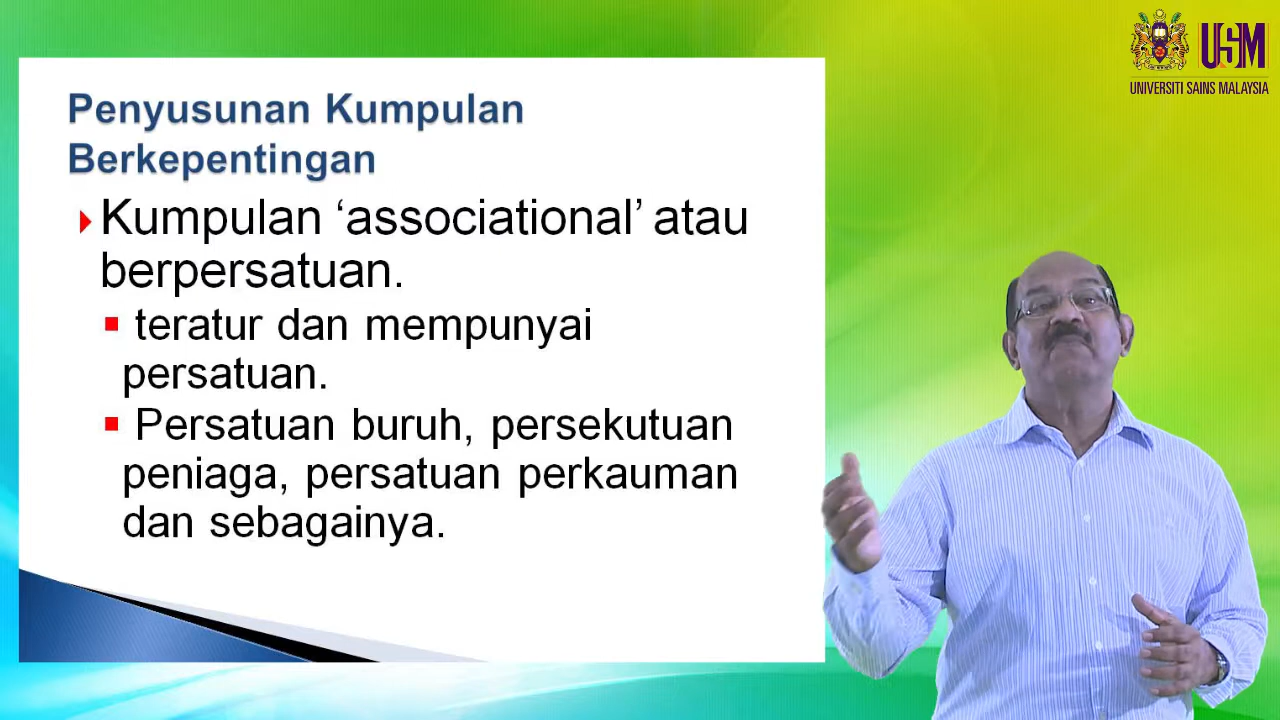 Penyusunan Kumpulan
Berkepentingan
Kumpulan ‘associational’ atau
berpersatuan.
teratur dan mempunyai
persatuan.
Persatuan buruh, persekutuan
peniaga, persatuan perkauman
dan sebagainya.
USM
UNIVERSITI SAINS MALAYSIA